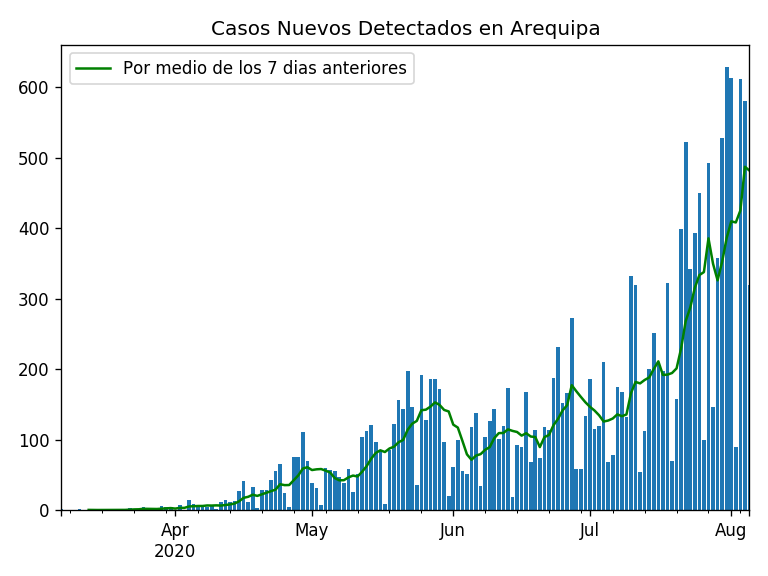 Casos Nuevos Detectados en Arequipa
Por medio de los 7 dias anteriores
600
500
400
300
200
100
0
Apr May Jun Jul Aug
2020